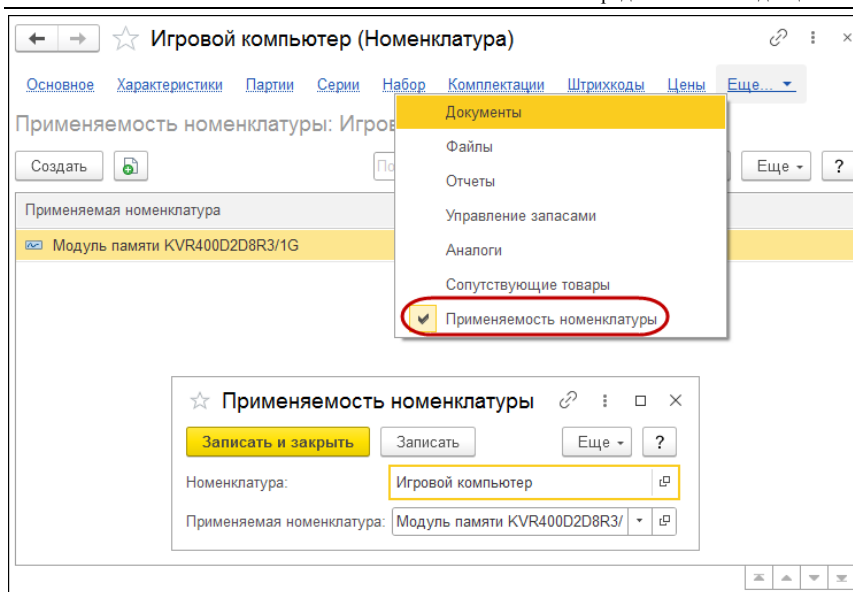 Игровой компьютер (Номенклатура)
Основное Характеристики Партии Серии Набор Комплектации Штрихкоды Цены Еще...
Применяемость номенклатуры: Игров
Документы
Файлы
Отчеты
Управление запасами
Аналоги
Сопутствующие товары
Применяемость номенклатуры
Создать По Еще ?
Применяемая номенклатура
Модуль памяти KVR400D2D8R3/1G
Применяемость номенклатуры
Записать и закрыть Записать Еще ?
Номенклатура: Игровой компьютер
Применяемая номенклатура: Модуль памяти KVR400D2D8R3/